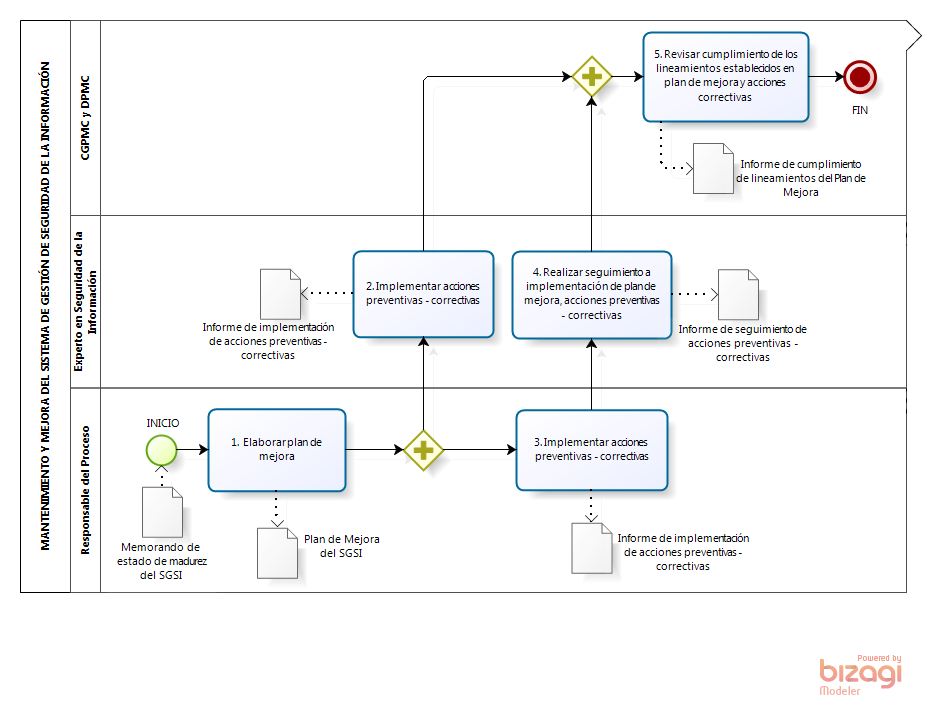 MANTENIMIENTO Y MEJORA DEL SISTEMA DE GESTIÓN DE SEGURIDAD DE LA INFORMACIÓN
CGPMC y DPMC
5. Revisar cumplimiento de los
lineamientos establecidos en
plan de mejora y acciones
correctivas
FIN
Informe de cumplimiento
de lineamientos del Plan de
Mejora
Experto en Seguridad de la
Información
2.Implementar acciones
preventivas - correctivas
Informe de implementación
de acciones preventivas -
correctivas
4. Realizar seguimiento a
implementación de plan de
mejora, acciones preventivas
- correctivas
Informe de seguimiento de
acciones preventivas -
correctivas
Responsable del Proceso
INICIO
Memorando de
estado de madurez
del SGSI
1. Elaborar plan de
mejora
Plan de Mejora
del SGSI
3.Implementar acciones
preventivas - correctivas
Informe de implementación
de acciones preventivas -
correctivas
Powered by
bizagi
Modeler